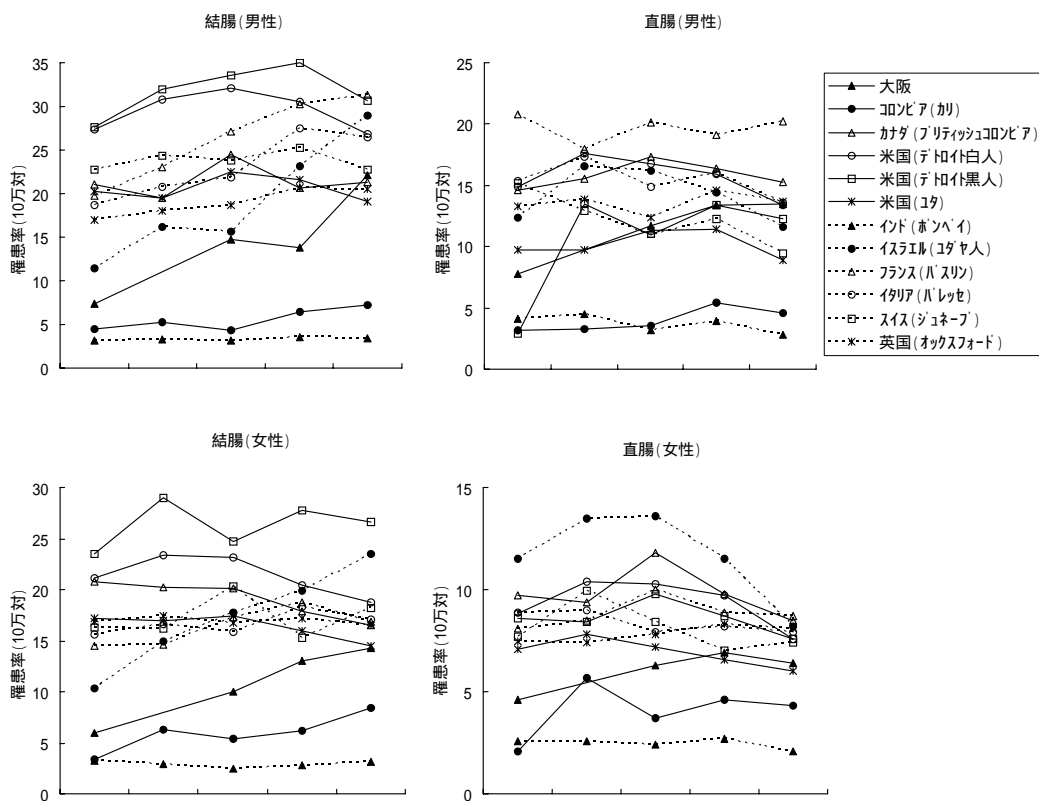 結腸(男性)
直腸(男性)
35
30
25
20
15
10
5
0
罹患率(10万対)
25
20
15
10
5
0
罹患率(10万対)
大阪
ｺﾛﾝﾋﾞｱ(ｶﾘ)
ｶﾅﾀﾞ(ﾌﾞﾘﾃｨｯｼｭｺﾛﾝﾋﾞｱ)
米国(ﾃﾞﾄﾛｲﾄ白人)
米国(ﾃﾞﾄﾛｲﾄ黒人)
米国(ﾕﾀ)
ｲﾝﾄﾞ(ﾎﾞﾝﾍﾞｲ)
ｲｽﾗｴﾙ(ﾕﾀﾞﾔ人)
ﾌﾗﾝｽ(ﾊﾞｽﾘﾝ)
ｲﾀﾘｱ(ﾊﾞﾚｯｾ)
ｽｲｽ(ｼﾞｭﾈｰﾌﾞ)
英国(ｵｯｸｽﾌｫｰﾄﾞ)
結腸(女性)
直腸(女性)
30
25
20
15
10
5
0
罹患率(10万対)
15
10
5
0
罹患率(10万対)